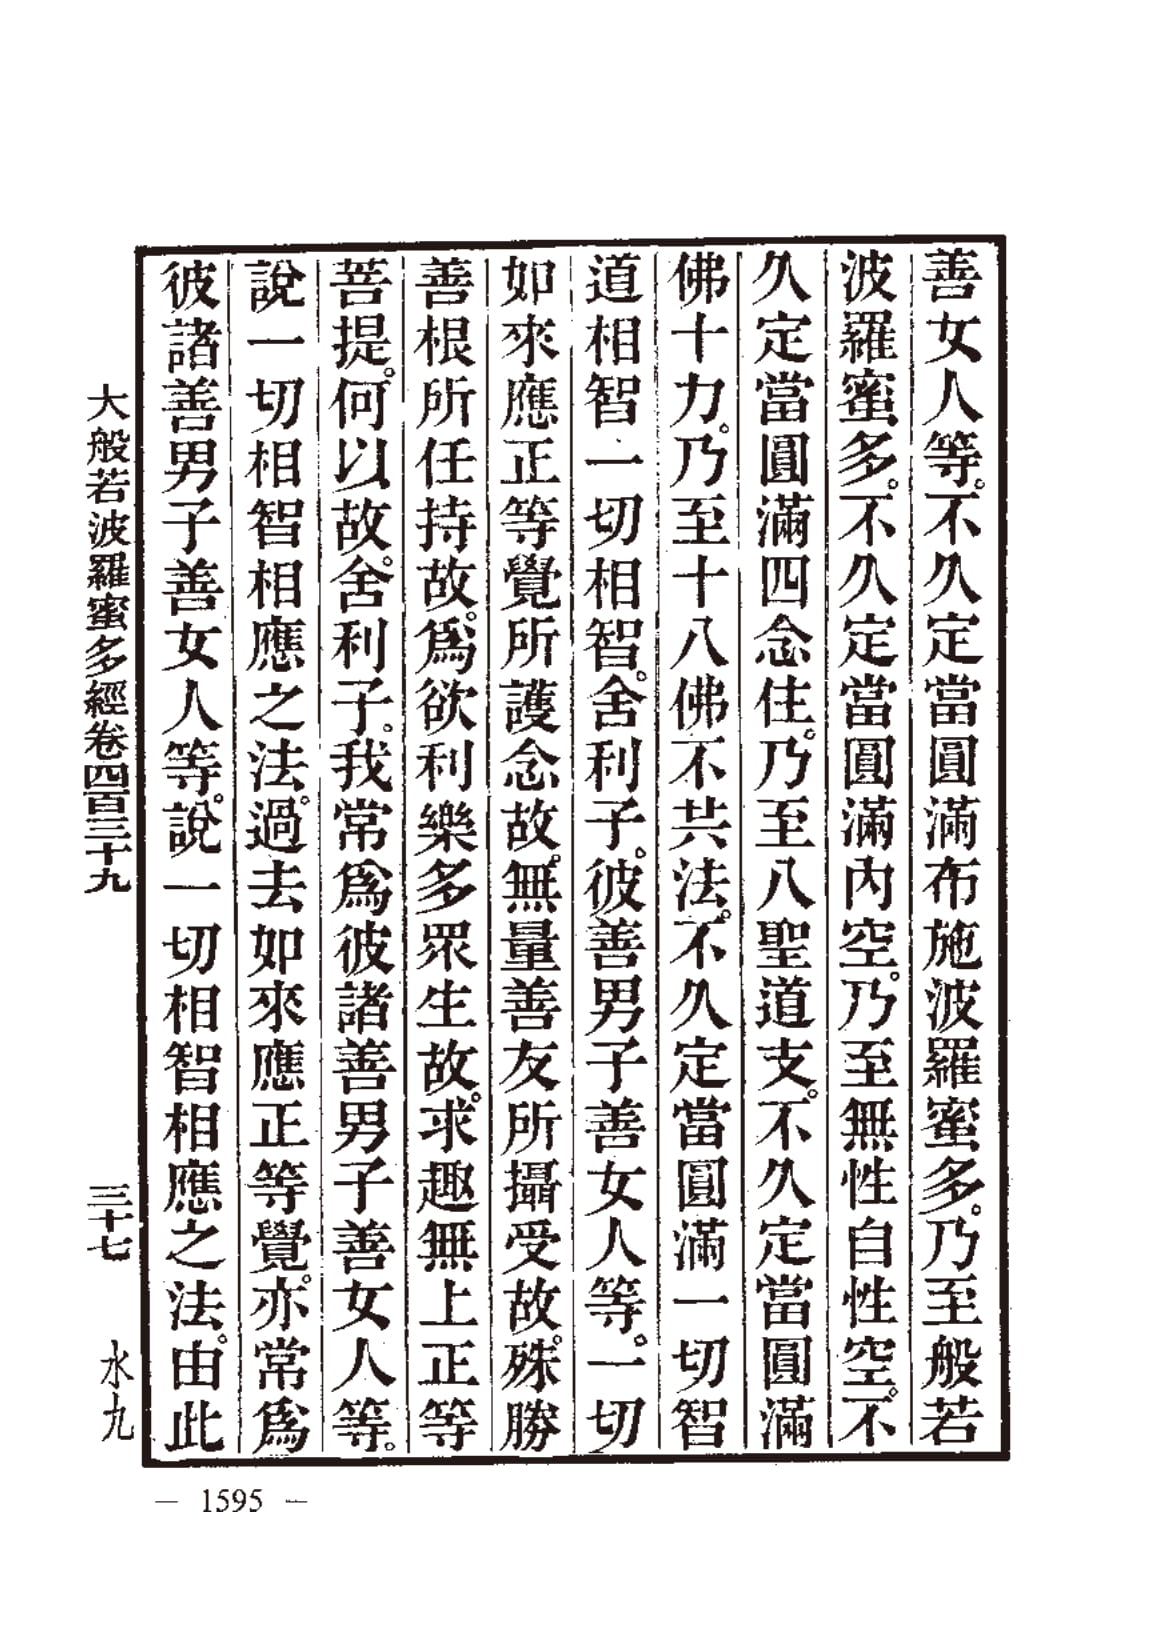 善女人等。不久定當圓滿布施波羅蜜多。乃至般若
波羅蜜多。不久定當圓滿內空。乃至無性自性空。不
久定當圓滿四念住。乃至八聖道支。不久定當圓滿
佛十力。乃至十八佛不共法。不久定當圓滿一切智
道相智一切相智。舍利子。彼善男子善女人等。一切
如來應正等覺所護念故。無量善友所攝受故。殊勝
善根所任持故。為欲利樂多眾生故。求趣無上正等
菩提。何以故。舍利子。我常為彼諸善男子善女人等。
說一切相智相應之法。過去如來應正等覺。亦常為
彼諸善男子善女人等。說一切相智相應之法。由此
大般若波羅蜜多經卷四百三十九 三十七 水九
— 1595 —